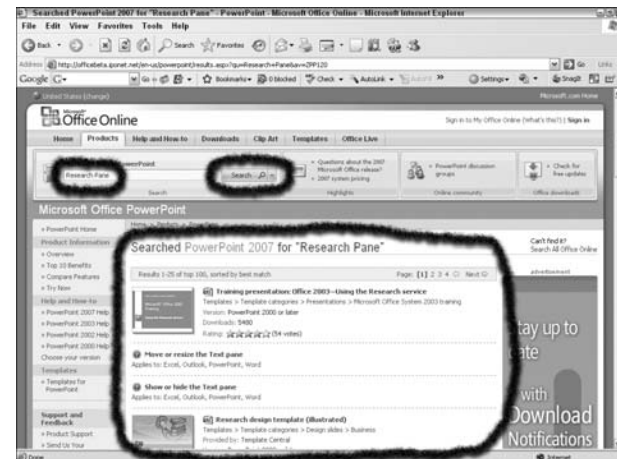 Searched PowerPoint 2007 for "Research Pane" - PowerPoint - Microsoft Office Online - Microsoft Internet Explorer
File Edit View Favorites Tools Help
Back Search Favorites
Address
Google Go Bookmarks 0 blocked Check AutoLink Settings SnagIt
United States (change) Microsoft.com Home
Microsoft
Office Online Sign in to My Office Online (What's this?) | Sign in
Home Products Help and How-to Downloads Clip Art Templates Office Live
PowerPoint
Research Pane Search
Questions about the 2007 Microsoft Office release?
2007 system pricing
PowerPoint discussion groups
Check for free updates
Search Highlights Online community Office downloads
Microsoft Office PowerPoint
PowerPoint Home
Product Information
Overview
Top 10 Benefits
Compare Features
Try Now
Help and How-to
PowerPoint 2007 Help
PowerPoint 2003 Help
PowerPoint 2002 Help
PowerPoint 2000 Help
Choose your version
Templates
Templates for PowerPoint
Support and Feedback
Product Support
Send Us Your
Searched PowerPoint 2007 for "Research Pane"
Results 1-25 of top 100, sorted by best match Page: [1] 2 3 4 Next
Training presentation: Office 2003—Using the Research service
Templates > Template categories > Presentations > Microsoft Office System 2003 training
Version: PowerPoint 2000 or later
Downloads: 5480
Rating: (54 votes)
Move or resize the Text pane
Applies to: Excel, Outlook, PowerPoint, Word
Show or hide the Text pane
Applies to: Excel, Outlook, PowerPoint, Word
Research design template (illustrated)
Templates > Template categories > Design slides > Business
Provided by: Template Central
Can't find it?
Search All Office Online
advertisement
tay up to
ate
with
Download
Notifications
Done Internet